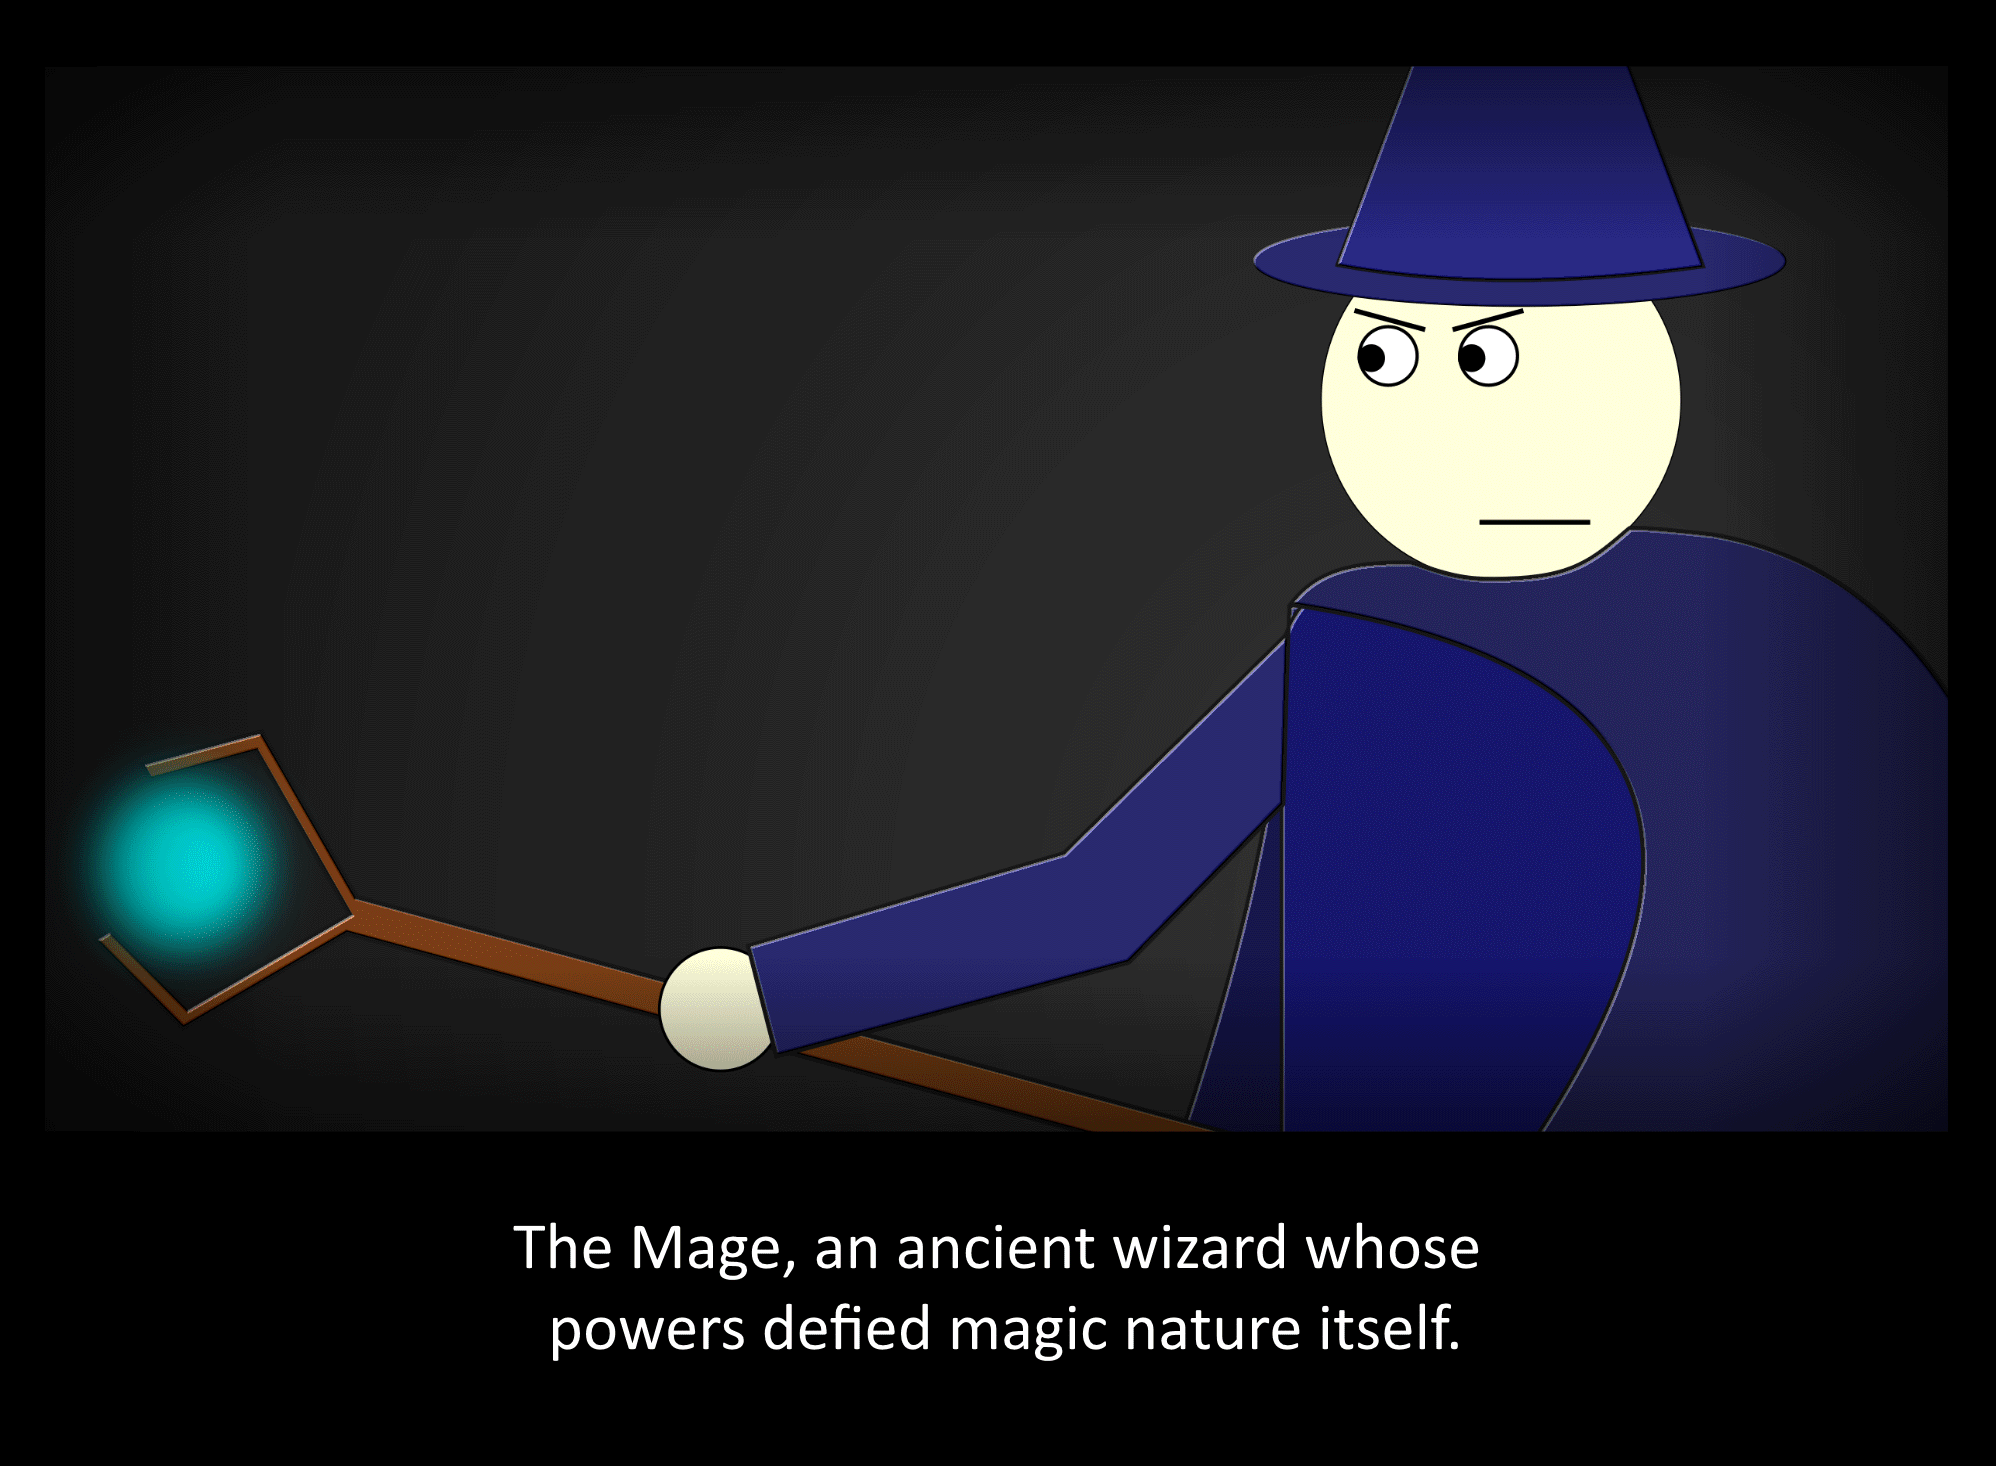 The Mage, an ancient wizard whose
powers defied magic nature itself.